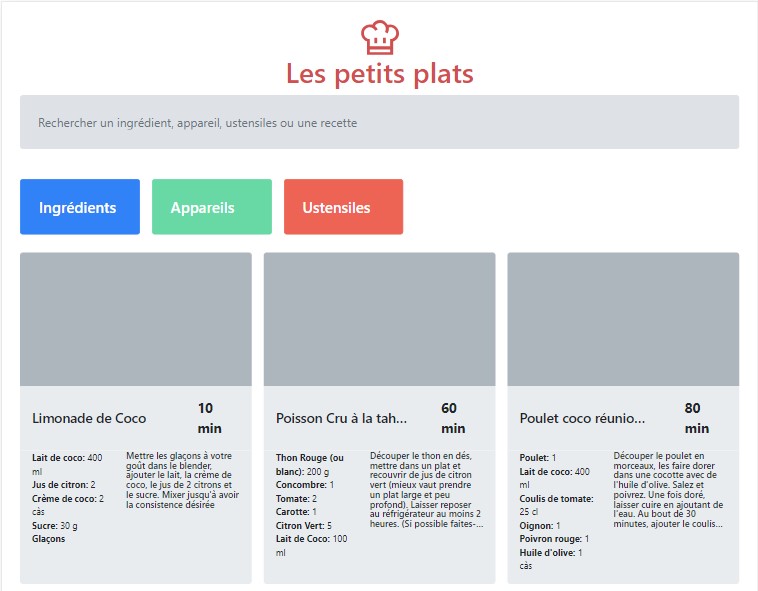 Les petits plats
Rechercher un ingrédient, appareil, ustensiles ou une recette
Ingrédients
Appareils
Ustensiles
Limonade de Coco
10
min
Lait de coco: 400
ml
Jus de citron: 2
Crème de coco: 2
càs
Sucre: 30 g
Glaçons
Mettre les glaçons à votre
goût dans le blender,
ajouter le lait, la crème de
coco, le jus de 2 citrons et
le sucre. Mixer jusqu'à avoir
la consistence désirée
Poisson Cru à la tah...
60
min
Thon Rouge (ou
blanc): 200 g
Concombre: 1
Tomate: 2
Carotte: 1
Citron Vert: 5
Lait de Coco: 100
ml
Découper le thon en dés,
mettre dans un plat et
recouvrir de jus de citron
vert (mieux vaut prendre
un plat large et peu
profond). Laisser reposer
au réfrigérateur au moins 2
heures. (Si possible faites-...
Poulet coco réunio...
80
min
Poulet: 1
Lait de coco: 400
ml
Coulis de tomate:
25 cl
Oignon: 1
Poivron rouge: 1
Huile d'olive: 1
càs
Découper le poulet en
morceaux, les faire dorer
dans une cocotte avec de
l'huile d'olive. Salez et
poivrez. Une fois doré,
laisser cuire en ajoutant de
l'eau. Au bout de 30
minutes, ajouter le coulis...